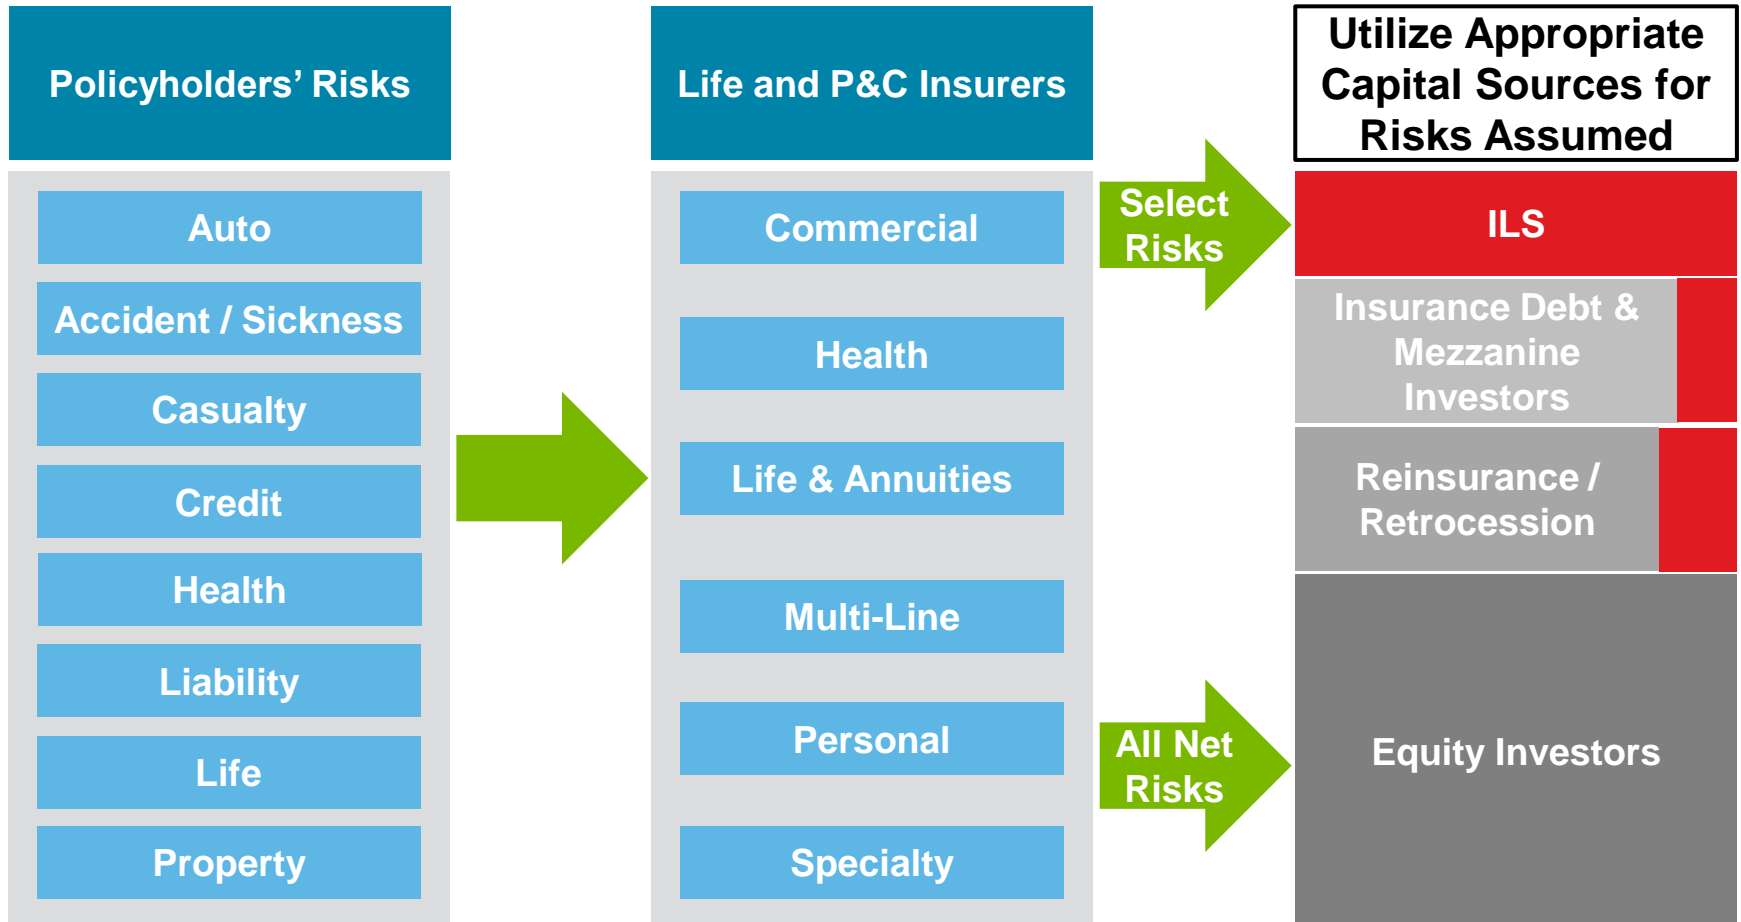 Policyholders’ Risks
Auto
Accident / Sickness
Casualty
Credit
Health
Liability
Life
Property
Life and P&C Insurers
Commercial
Health
Life & Annuities
Multi-Line
Personal
Specialty
Select
Risks
All Net
Risks
Utilize Appropriate
Capital Sources for
Risks Assumed
ILS
Insurance Debt &
Mezzanine
Investors
Reinsurance /
Retrocession
Equity Investors